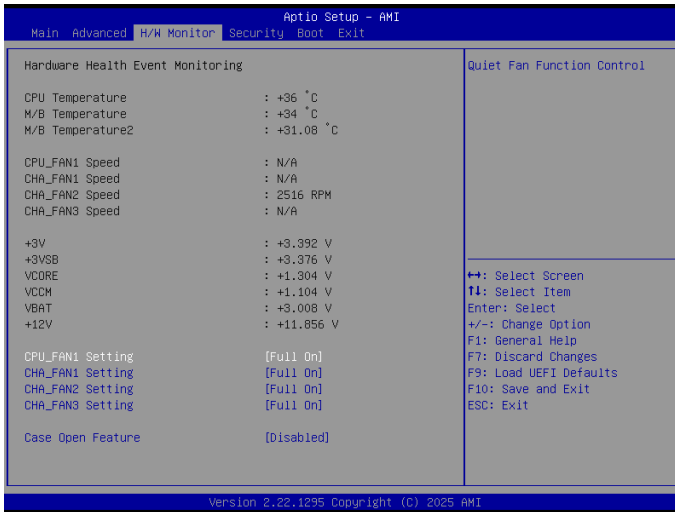 Aptio Setup - AMI
Main Advanced H/W Monitor Security Boot Exit
Hardware Health Event Monitoring
CPU Temperature : +36 °C
M/B Temperature : +34 °C
M/B Temperature2 : +31.08 °C
CPU_FAN1 Speed : N/A
CHA_FAN1 Speed : N/A
CHA_FAN2 Speed : 2516 RPM
CHA_FAN3 Speed : N/A
+3V : +3.392 V
+3VSB : +3.376 V
VCORE : +1.304 V
VCCM : +1.104 V
VBAT : +3.008 V
+12V : +11.856 V
CPU_FAN1 Setting [Full On]
CHA_FAN1 Setting [Full On]
CHA_FAN2 Setting [Full On]
CHA_FAN3 Setting [Full On]
Case Open Feature [Disabled]
Quiet Fan Function Control
↔: Select Screen
↑↓: Select Item
Enter: Select
+/-: Change Option
F1: General Help
F7: Discard Changes
F9: Load UEFI Defaults
F10: Save and Exit
ESC: Exit
Version 2.22.1295 Copyright (C) 2025 AMI